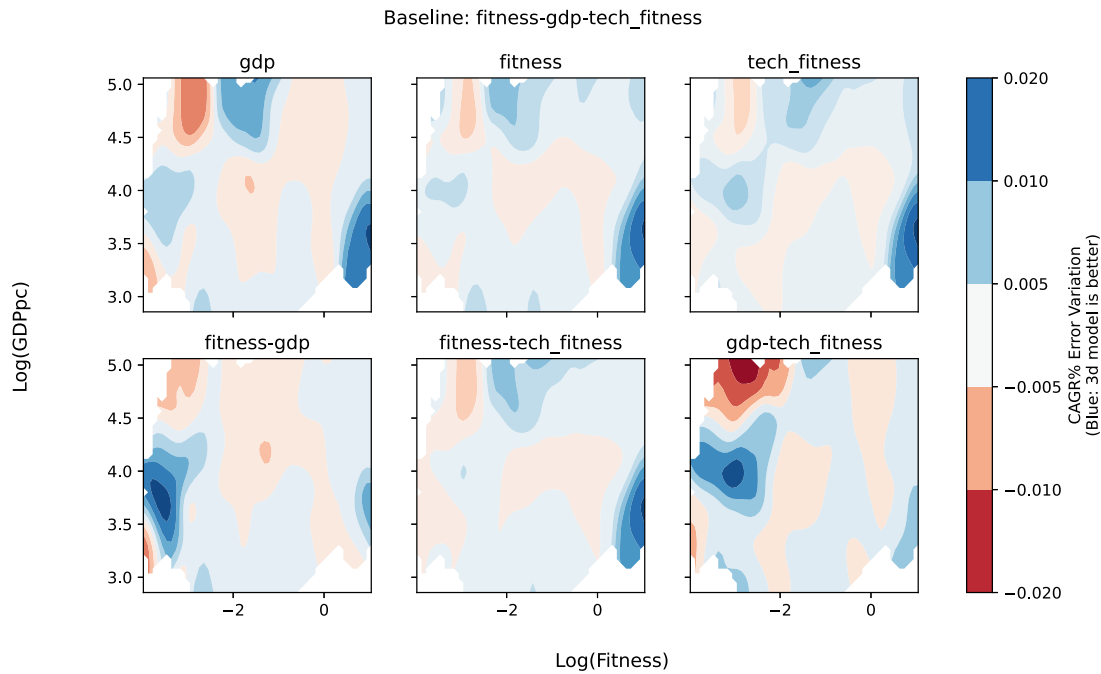 Baseline: fitness-gdp-tech_fitness
gdp
fitness
tech_fitness
5.0
4.5
4.0
3.5
3.0
fitness-gdp
fitness-tech_fitness
gdp-tech_fitness
5.0
4.5
4.0
3.5
3.0
−2
0
−2
0
−2
0
Log(GDPpc)
Log(Fitness)
0.020
0.010
0.005
−0.005
−0.010
−0.020
CAGR% Error Variation
(Blue: 3d model is better)